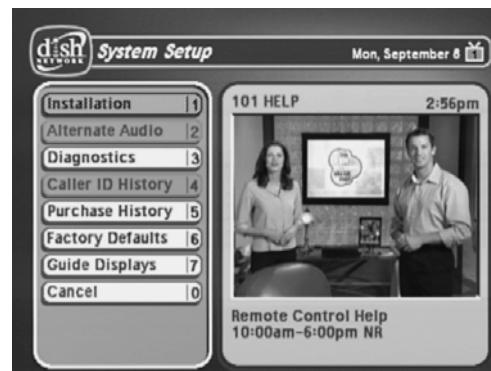 dish
NETWORK
System Setup
Mon, September 8
1
Installation 1
Alternate Audio 2
Diagnostics 3
Caller ID History 4
Purchase History 5
Factory Defaults 6
Guide Displays 7
Cancel 0
101 HELP 2:56pm
Remote Control Help
10:00am-6:00pm NR